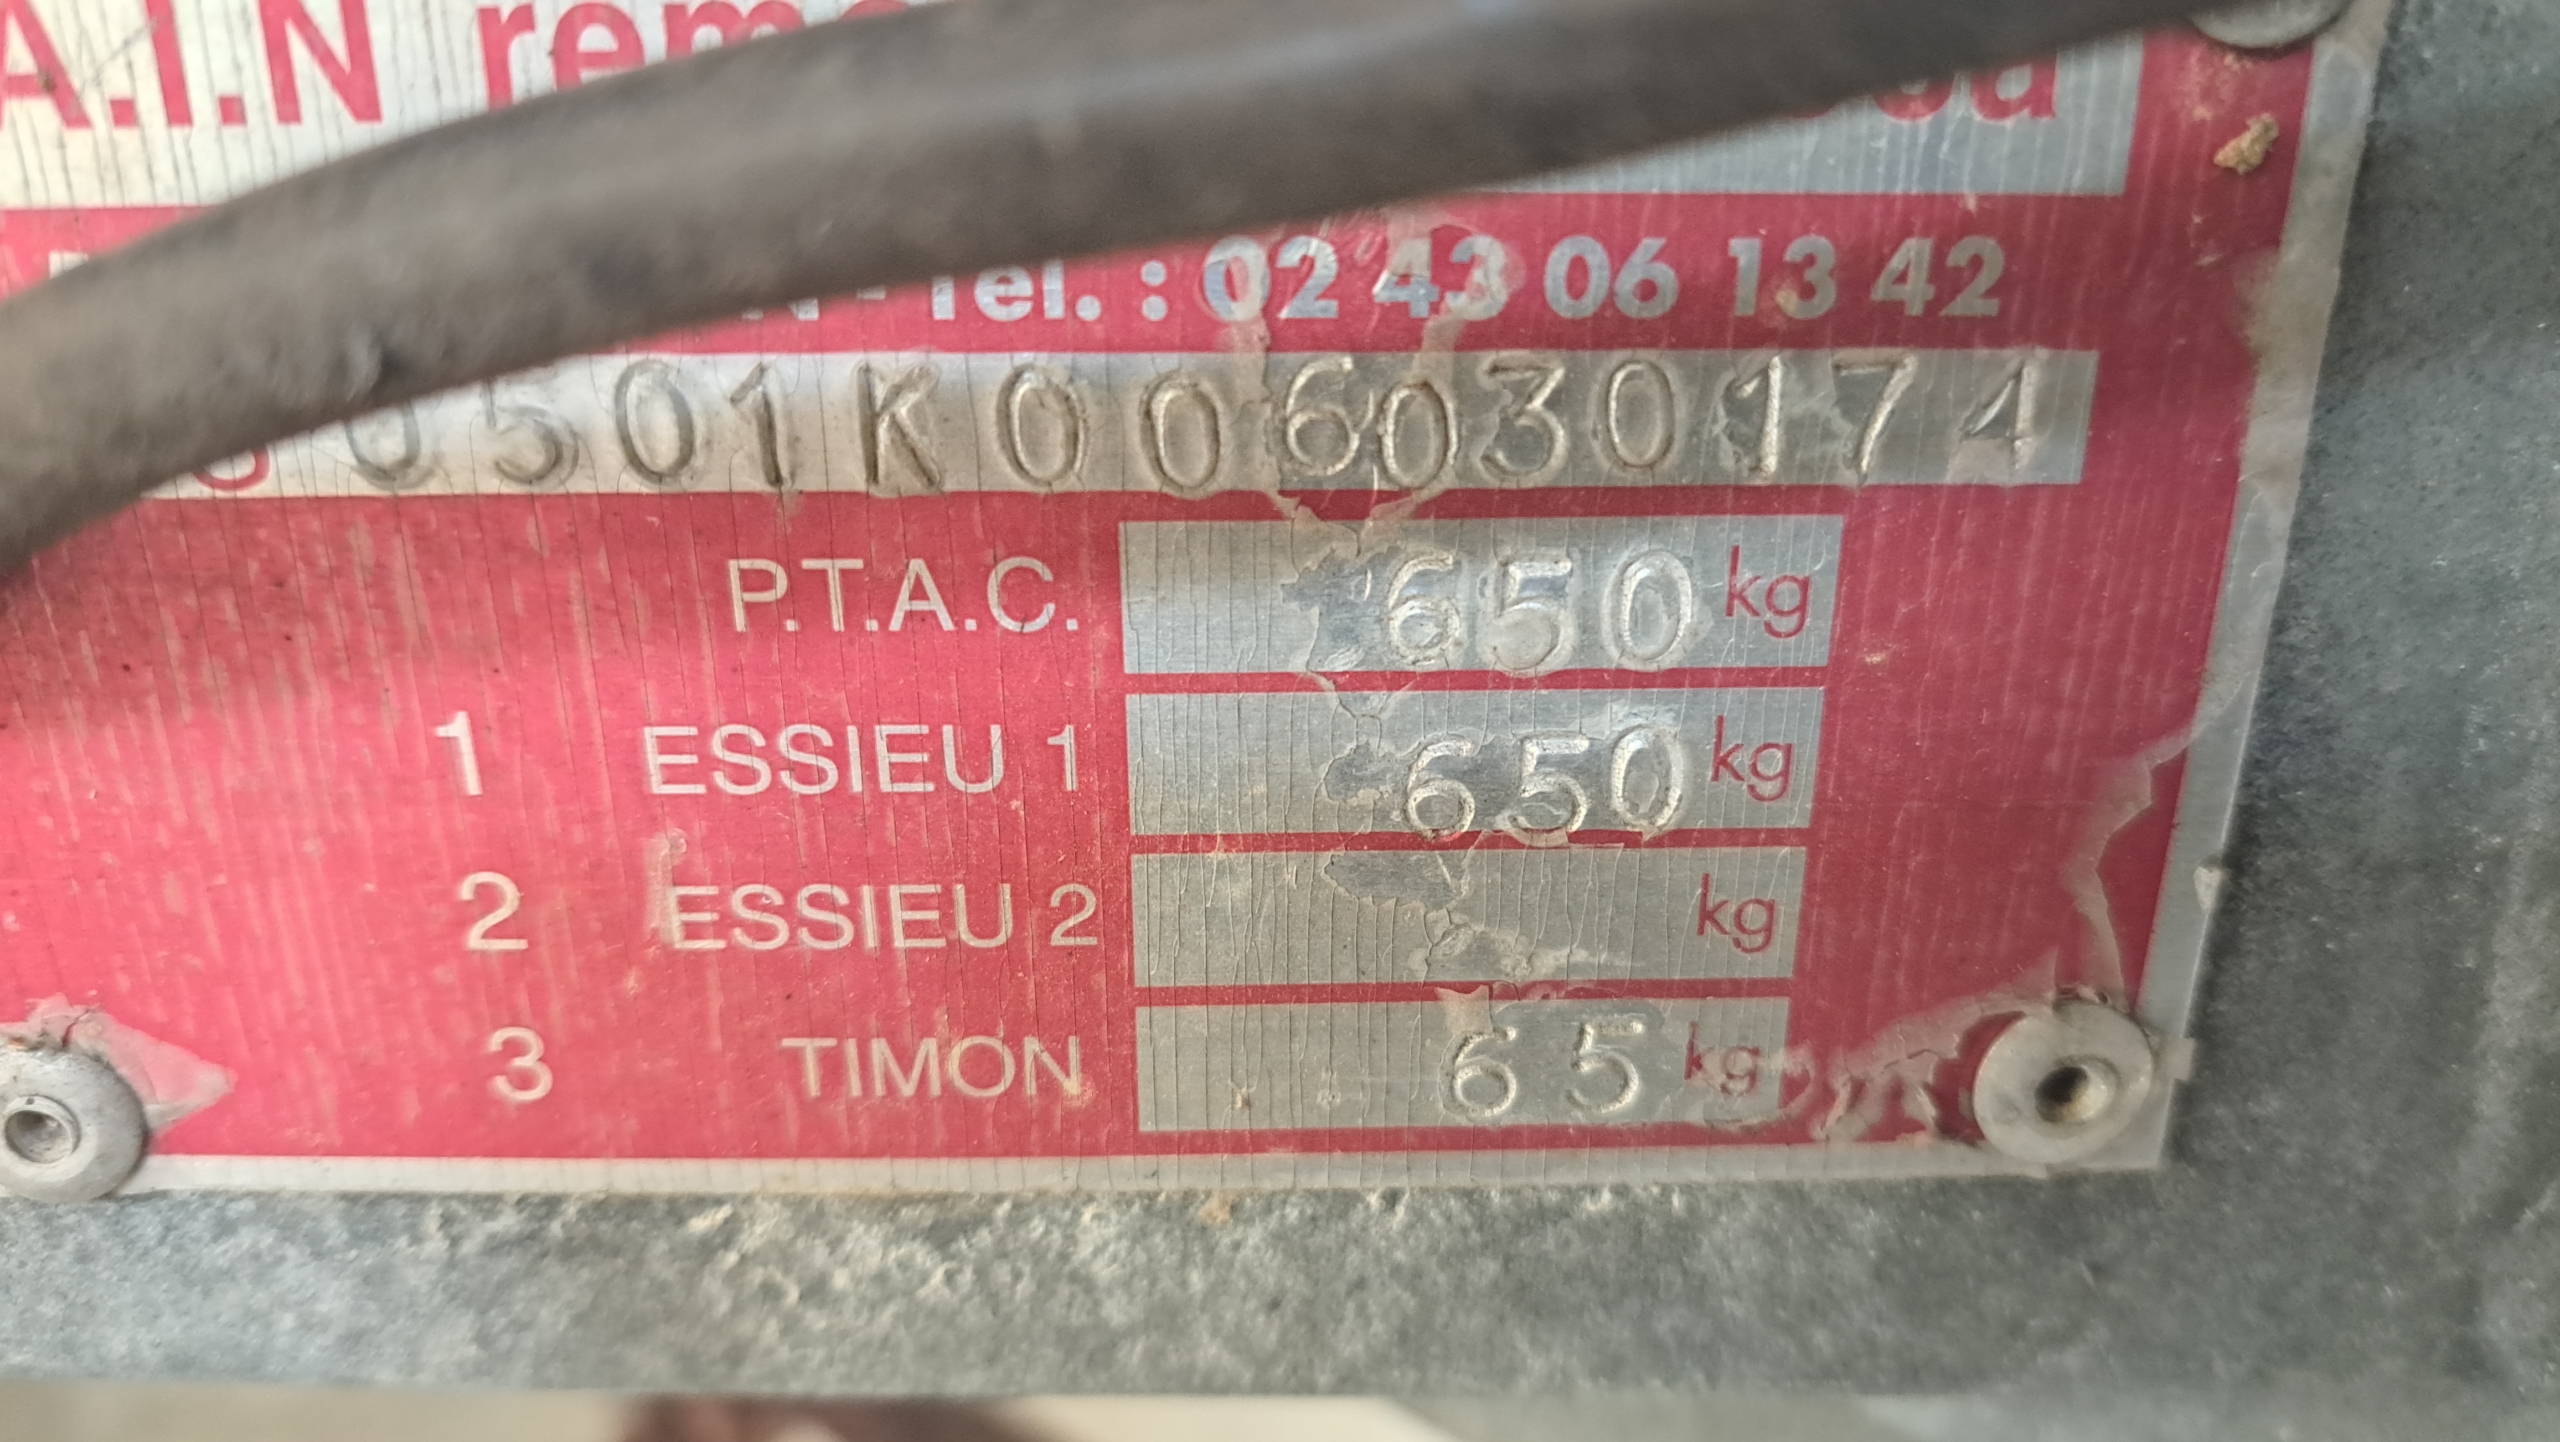 A.I.N
Tel. : 02 43 06 13 42
0501K006030174
P.T.A.C. 650 kg
1 ESSIEU 1 650 kg
2 ESSIEU 2 kg
3 TIMON 65 kg